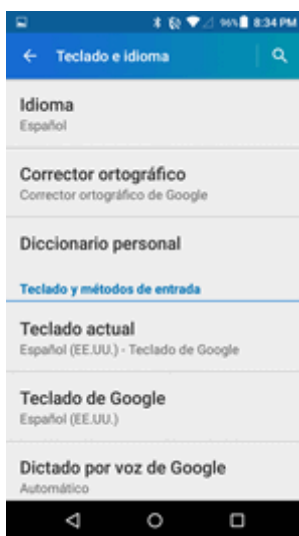 96% 8:34 PM
Teclado e idioma
Idioma
Español
Corrector ortográfico
Corrector ortográfico de Google
Diccionario personal
Teclado y métodos de entrada
Teclado actual
Español (EE.UU.) - Teclado de Google
Teclado de Google
Español (EE.UU.)
Dictado por voz de Google
Automático